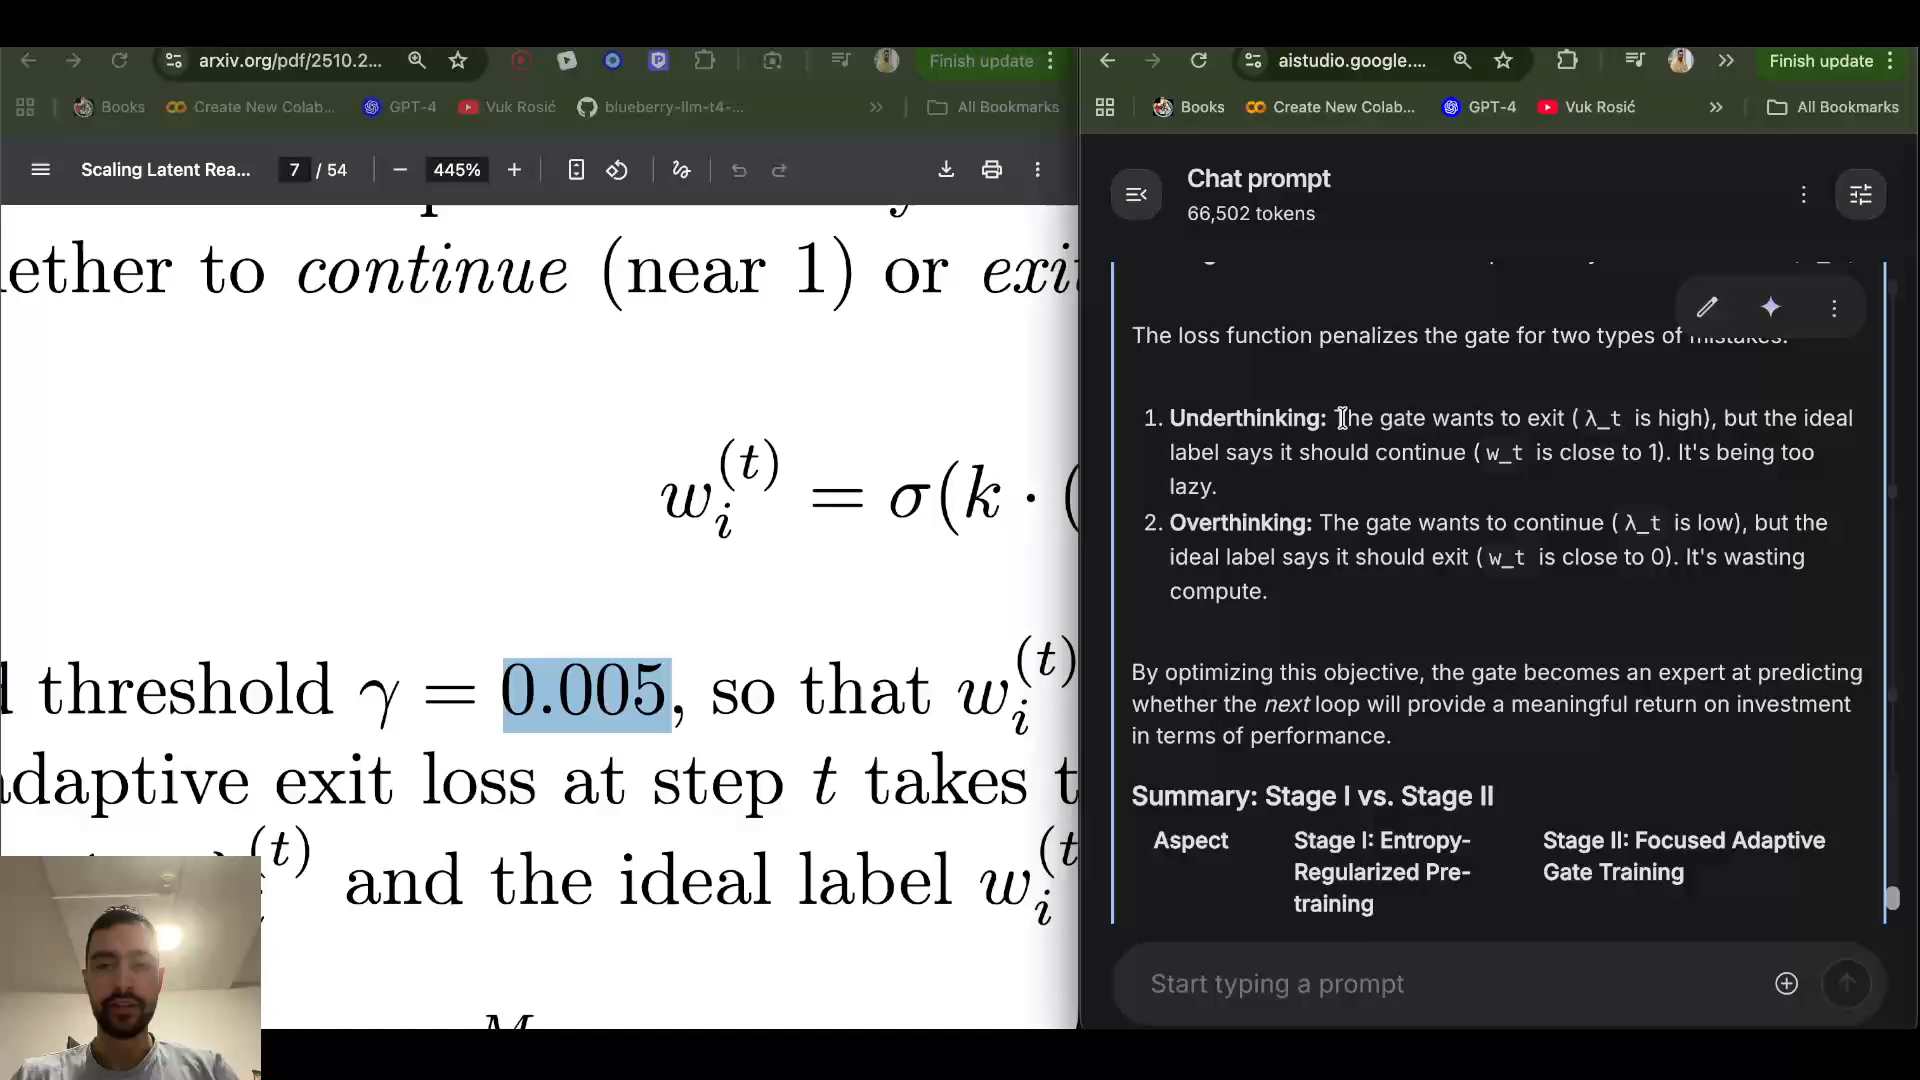 arxiv.org/pdf/2510.2...
Finish update
Books
Create New Colab...
GPT-4
Vuk Rosić
blueberry-llm-t4-...
All Bookmarks
Scaling Latent Rea...
7 / 54
445%
ether to continue (near 1) or exi
w_i^{(t)} = σ(k · (
threshold γ = 0.005, so that w_i^{(t)}
daptive exit loss at step t takes t
(t) and the ideal label w_i^{(t
M
aistudio.google....
Finish update
Books
Create New Colab...
GPT-4
Vuk Rosić
All Bookmarks
Chat prompt
66,502 tokens
The loss function penalizes the gate for two types of mistakes:
1. Underthinking: The gate wants to exit ( λ_t is high), but the ideal
label says it should continue ( w_t is close to 1). It's being too
lazy.
2. Overthinking: The gate wants to continue ( λ_t is low), but the
ideal label says it should exit ( w_t is close to 0). It's wasting
compute.
By optimizing this objective, the gate becomes an expert at predicting
whether the next loop will provide a meaningful return on investment
in terms of performance.
Summary: Stage I vs. Stage II
Aspect
Stage I: Entropy-
Regularized Pre-
training
Stage II: Focused Adaptive
Gate Training
Start typing a prompt